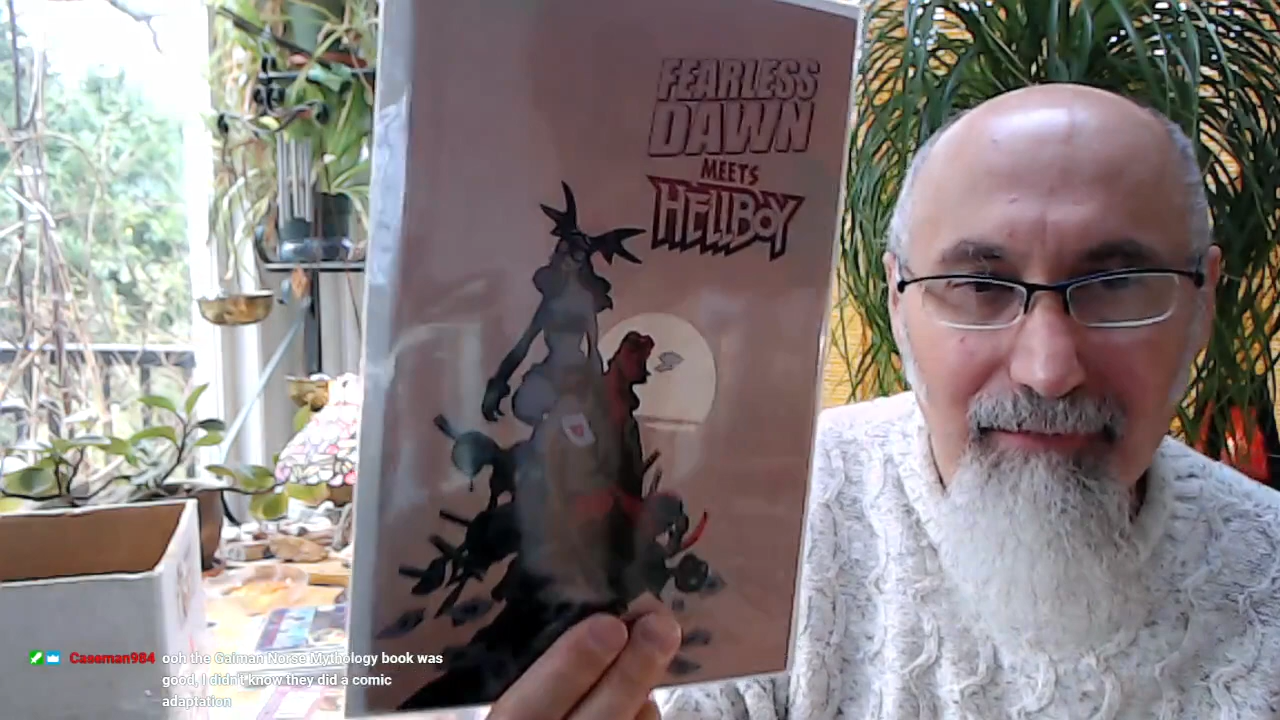 FEARLESS
DAWN
MEETS
HELLBOY
Caseman984 ooh the Gaiman Norse Mythology book was
good, I didn't know they did a comic
adaptation